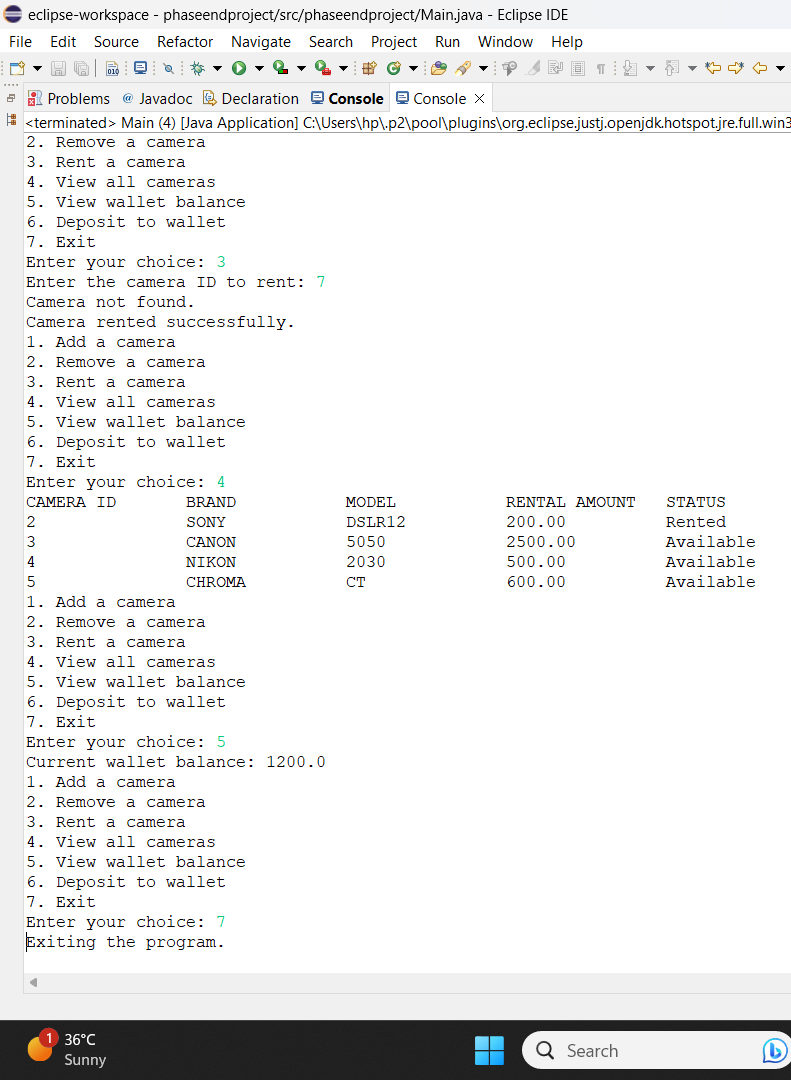 eclipse-workspace - phaseendproject/src/phaseendproject/Main.java - Eclipse IDE
File Edit Source Refactor Navigate Search Project Run Window Help
Problems @ Javadoc Declaration Console Console
<terminated> Main (4) [Java Application] C:\Users\hp\.p2\pool\plugins\org.eclipse.justj.openjdk.hotspot.jre.full.win3
2. Remove a camera
3. Rent a camera
4. View all cameras
5. View wallet balance
6. Deposit to wallet
7. Exit
Enter your choice: 3
Enter the camera ID to rent: 7
Camera not found.
Camera rented successfully.
1. Add a camera
2. Remove a camera
3. Rent a camera
4. View all cameras
5. View wallet balance
6. Deposit to wallet
7. Exit
Enter your choice: 4
CAMERA ID BRAND MODEL RENTAL AMOUNT STATUS
2 SONY DSLR12 200.00 Rented
3 CANON 5050 2500.00 Available
4 NIKON 2030 500.00 Available
5 CHROMA CT 600.00 Available
1. Add a camera
2. Remove a camera
3. Rent a camera
4. View all cameras
5. View wallet balance
6. Deposit to wallet
7. Exit
Enter your choice: 5
Current wallet balance: 1200.0
1. Add a camera
2. Remove a camera
3. Rent a camera
4. View all cameras
5. View wallet balance
6. Deposit to wallet
7. Exit
Enter your choice: 7
Exiting the program.
1
36°C
Sunny
Search